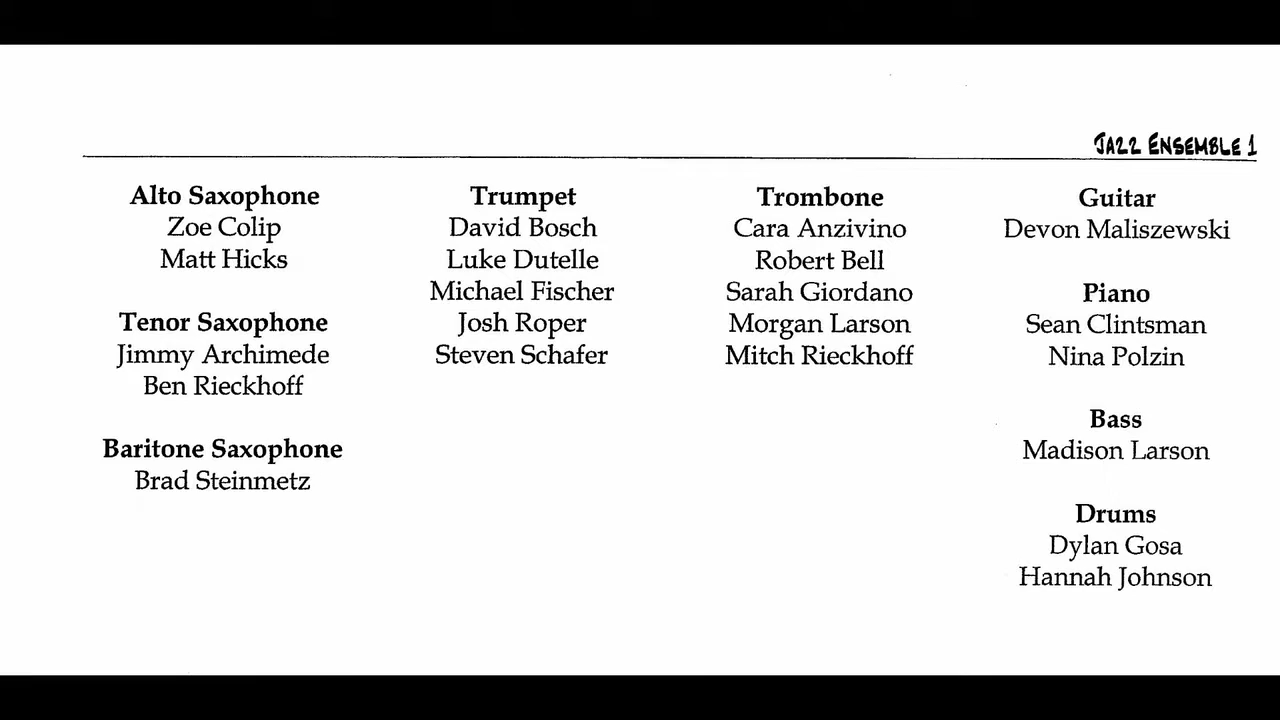 JAZZ ENSEMBLE 1
Alto Saxophone
Zoe Colip
Matt Hicks
Tenor Saxophone
Jimmy Archimede
Ben Rieckhoff
Baritone Saxophone
Brad Steinmetz
Trumpet
David Bosch
Luke Dutelle
Michael Fischer
Josh Roper
Steven Schafer
Trombone
Cara Anzivino
Robert Bell
Sarah Giordano
Morgan Larson
Mitch Rieckhoff
Guitar
Devon Maliszewski
Piano
Sean Clintsman
Nina Polzin
Bass
Madison Larson
Drums
Dylan Gosa
Hannah Johnson